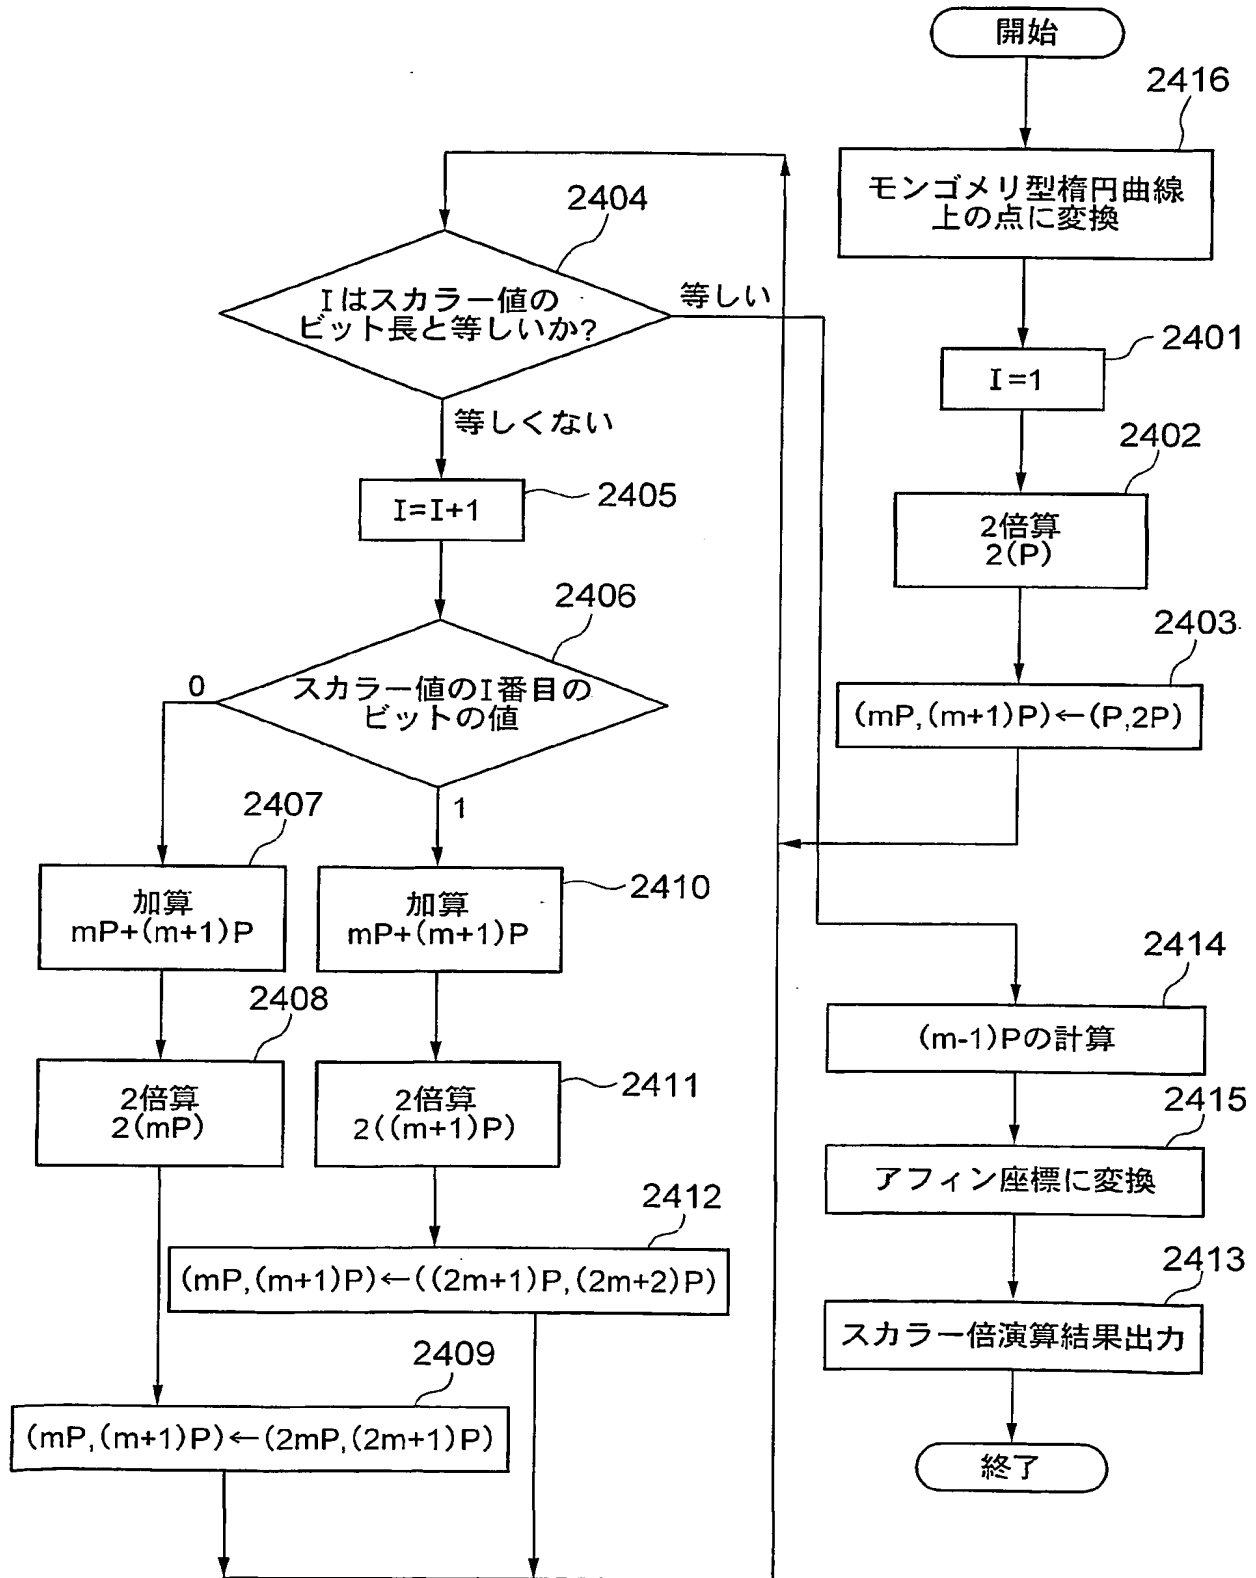 開始
2416
モンゴメリ型楕円曲線
上の点に変換
2401
I=1
2402
2倍算
2(P)
2403
(mP,(m+1)P)←(P,2P)
2404
Iはスカラー値の
ビット長と等しいか?
等しい
等しくない
2405
I=I+1
2406
スカラー値のI番目の
ビットの値
0
1
2407
加算
mP+(m+1)P
2408
2倍算
2(mP)
2409
(mP,(m+1)P)←(2mP,(2m+1)P)
2410
加算
mP+(m+1)P
2411
2倍算
2((m+1)P)
2412
(mP,(m+1)P)←((2m+1)P,(2m+2)P)
2414
(m-1)Pの計算
2415
アフィン座標に変換
2413
スカラー倍演算結果出力
終了